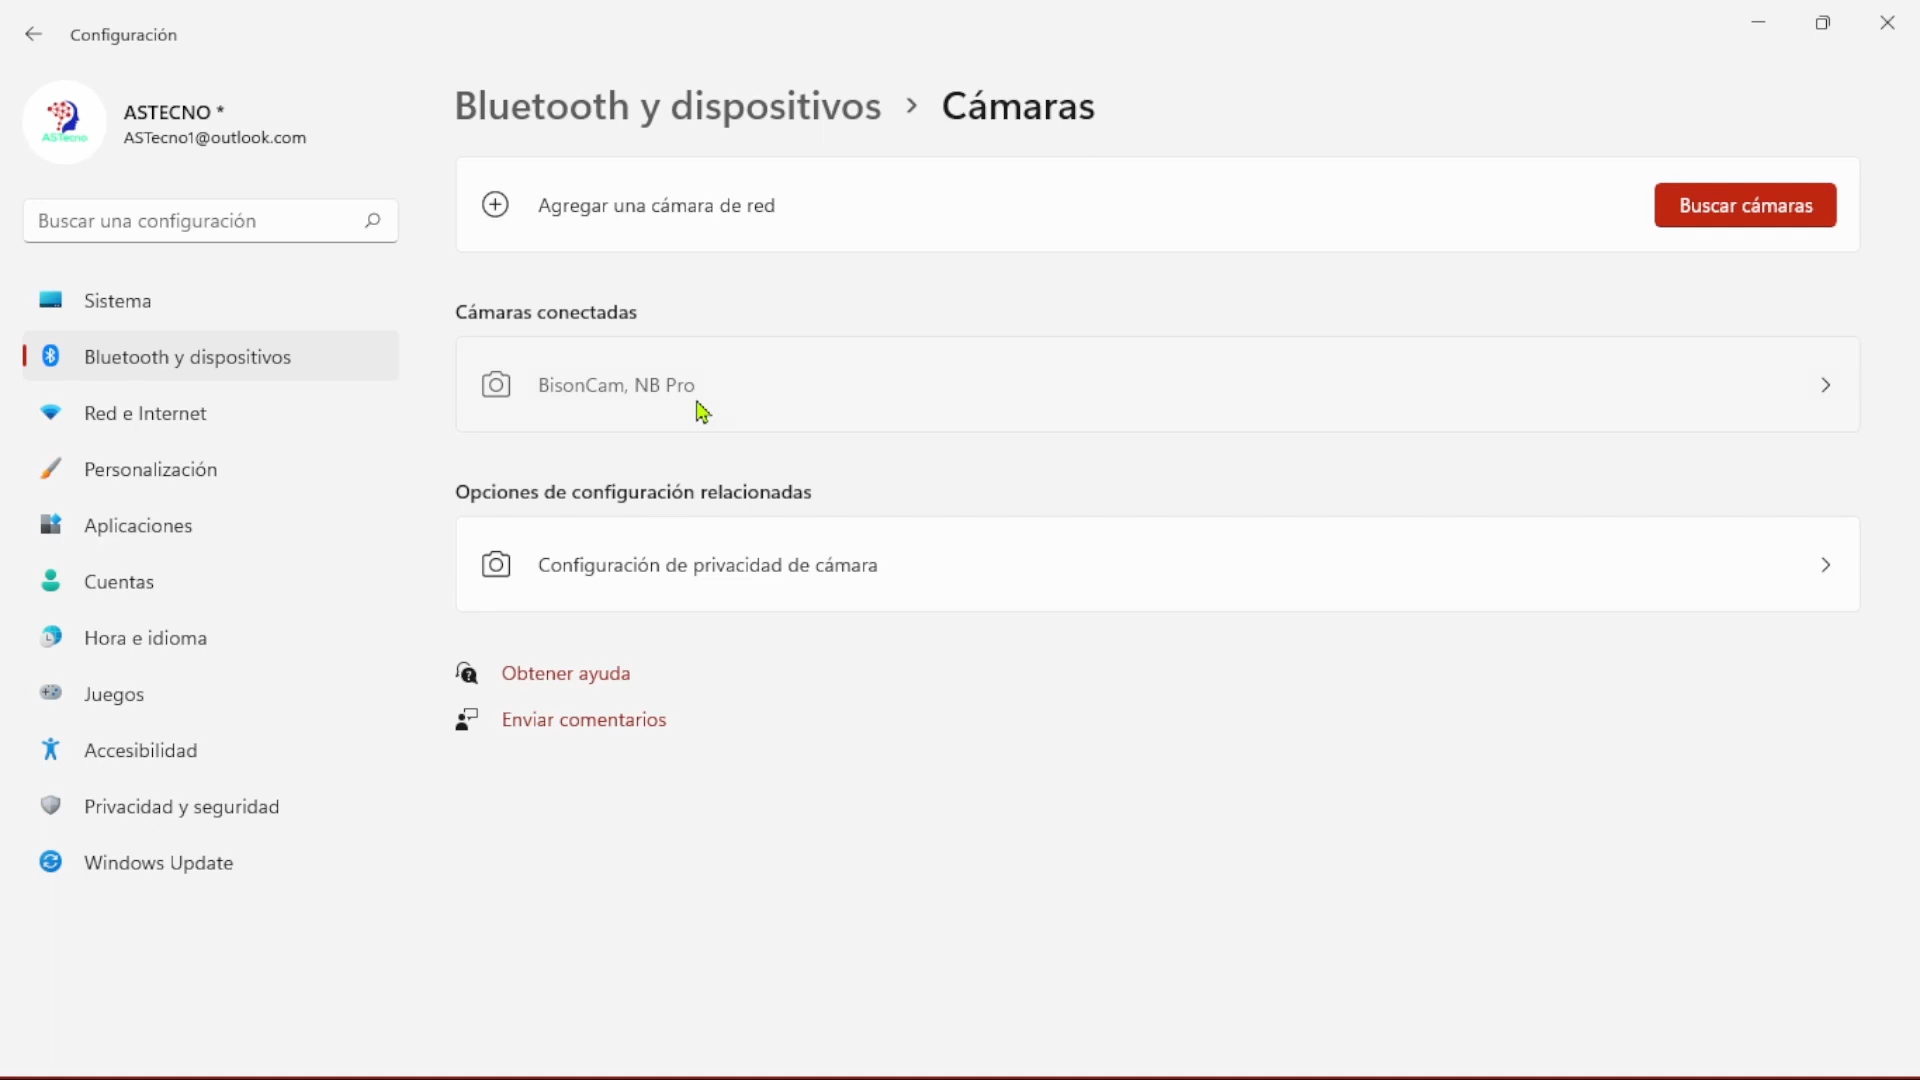 Configuración
ASTECNO *
ASTecno1@outlook.com
ASTecno
Buscar una configuración
Sistema
Bluetooth y dispositivos
Red e Internet
Personalización
Aplicaciones
Cuentas
Hora e idioma
Juegos
Accesibilidad
Privacidad y seguridad
Windows Update
Bluetooth y dispositivos > Cámaras
Agregar una cámara de red
Buscar cámaras
Cámaras conectadas
BisonCam, NB Pro
Opciones de configuración relacionadas
Configuración de privacidad de cámara
Obtener ayuda
Enviar comentarios